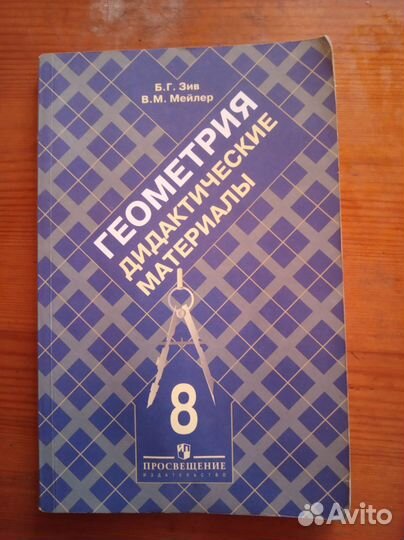 Б.Г. Зив
В.М. Мейлер
ГЕОМЕТРИЯ
ДИДАКТИЧЕСКИЕ
МАТЕРИАЛЫ
8
ПРОСВЕЩЕНИЕ
ИЗДАТЕЛЬСТВО
Avito